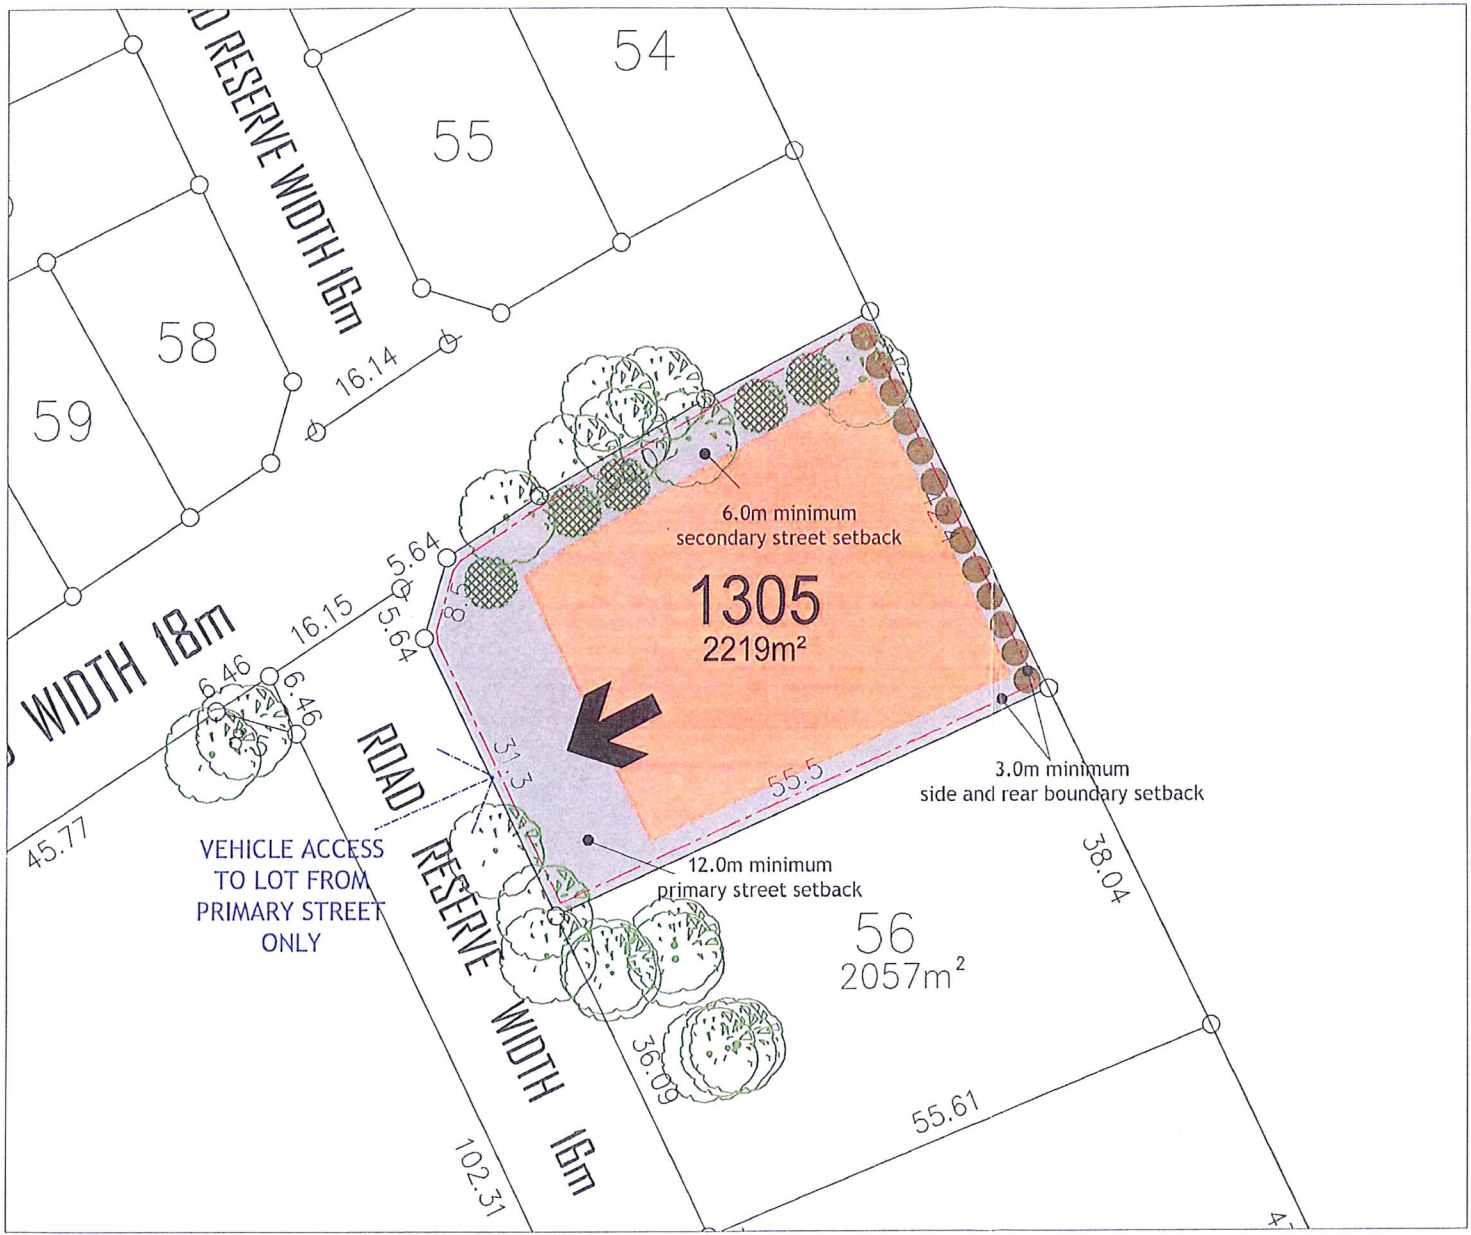 54
55
RESERVE WIDTH 16m
58
59
16.14
6.0m minimum
secondary street setback
1305
2219m²
5.64
8.5
5.64
16.15
WIDTH 18m
6.46
6.46
45.77
31.3
55.5
3.0m minimum
side and rear boundary setback
VEHICLE ACCESS
TO LOT FROM
PRIMARY STREET
ONLY
ROAD RESERVE WIDTH 16m
12.0m minimum
primary street setback
38.04
56
2057m²
36.09
55.61
102.31